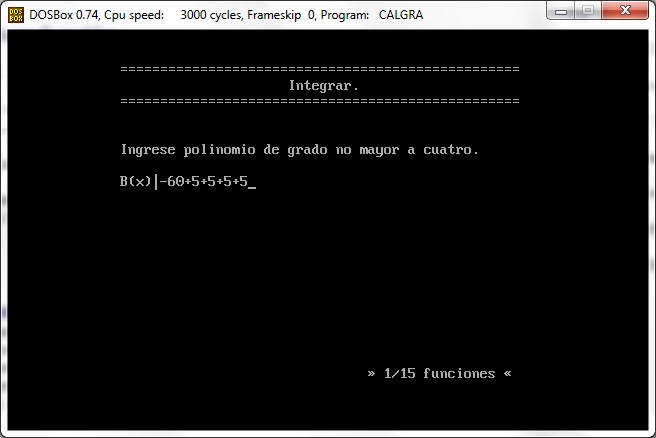 DOSBox 0.74, Cpu speed: 3000 cycles, Frameskip 0, Program: CALGRA
==================================================
Integrar.
==================================================
Ingrese polinomio de grado no mayor a cuatro.
B(x)|-60+5+5+5+5_
» 1/15 funciones «